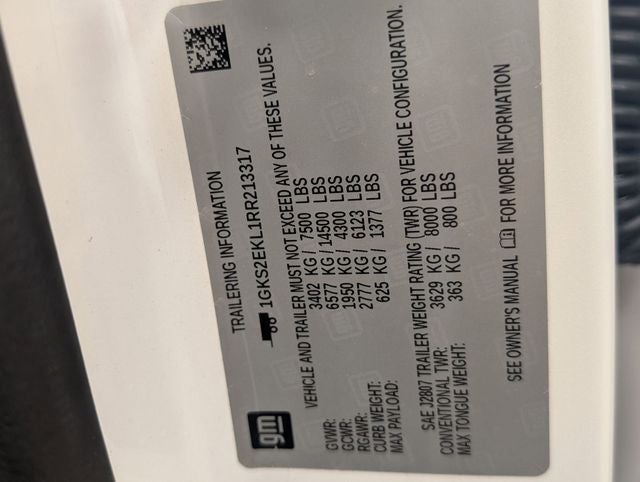 gm
TRAILERING INFORMATION
1GKS2EKL1RR213317
VEHICLE AND TRAILER MUST NOT EXCEED ANY OF THESE VALUES.
GVWR: 3402 KG / 7500 LBS
GCWR: 6577 KG / 14500 LBS
RGAWR: 1950 KG / 4300 LBS
CURB WEIGHT: 2777 KG / 6123 LBS
MAX PAYLOAD: 625 KG / 1377 LBS
SAE J2807 TRAILER WEIGHT RATING (TWR) FOR VEHICLE CONFIGURATION.
CONVENTIONAL TWR: 3629 KG / 8000 LBS
MAX TONGUE WEIGHT: 363 KG / 800 LBS
SEE OWNER'S MANUAL FOR MORE INFORMATION